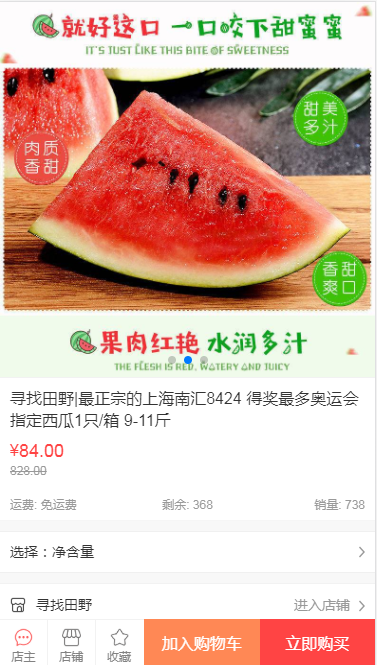 就好这口 一口咬下甜蜜蜜
IT'S JUST LIKE THIS BITE OF SWEETNESS
甜美
多汁
肉质
香甜
香甜
爽口
果肉红艳 水润多汁
THE FLESH IS RED, WATERY AND JUICY
寻找田野|最正宗的上海南汇8424 得奖最多奥运会
指定西瓜1只/箱 9-11斤
¥84.00
828.00
运费: 免运费 剩余: 368 销量: 738
选择：净含量
寻找田野 进入店铺
店主 店铺 收藏 加入购物车 立即购买